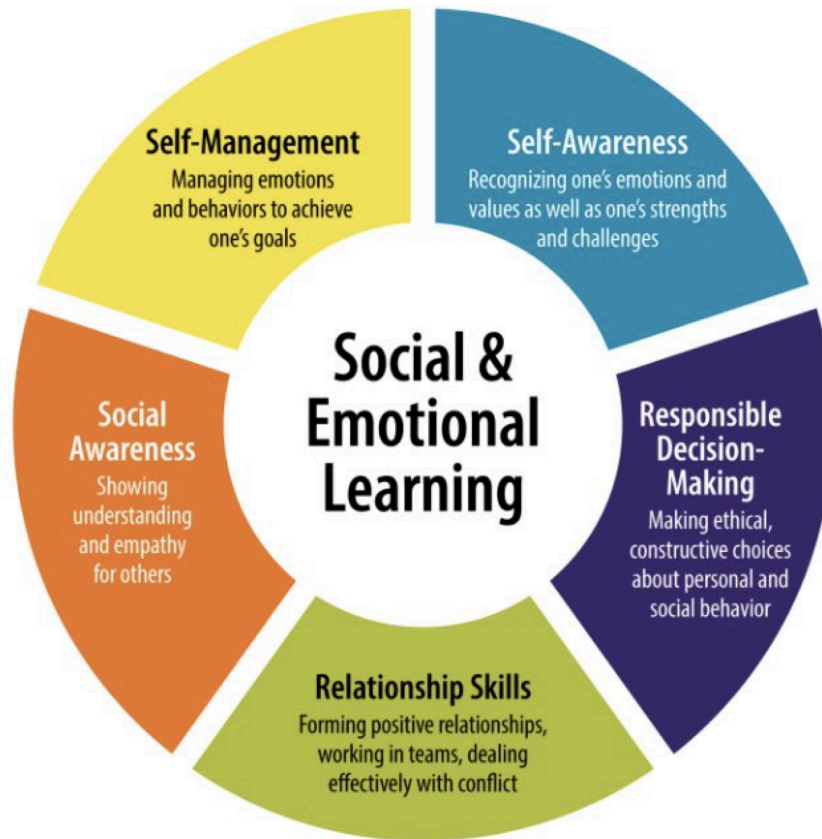 Self-Management
Managing emotions
and behaviors to achieve
one's goals
Self-Awareness
Recognizing one's emotions and
values as well as one's strengths
and challenges
Social &
Emotional
Learning
Social
Awareness
Showing
understanding
and empathy
for others
Responsible
Decision-
Making
Making ethical,
constructive choices
about personal and
social behavior
Relationship Skills
Forming positive relationships,
working in teams, dealing
effectively with conflict